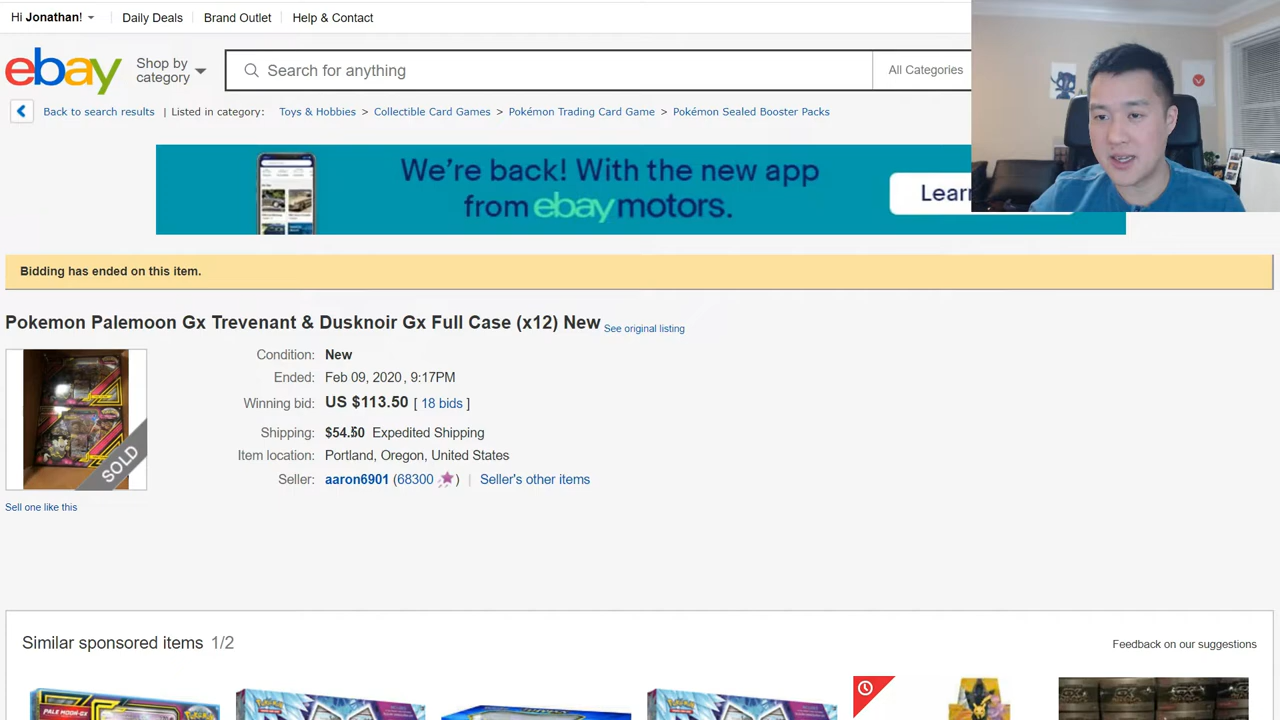 Hi Jonathan!
Daily Deals
Brand Outlet
Help & Contact
ebay
Shop by
category
Search for anything
All Categories
Back to search results | Listed in category: Toys & Hobbies > Collectible Card Games > Pokémon Trading Card Game > Pokémon Sealed Booster Packs
We're back! With the new app
from ebay motors.
Lear
Bidding has ended on this item.
Pokemon Palemoon Gx Trevenant & Dusknoir Gx Full Case (x12) New See original listing
SOLD
Condition: New
Ended: Feb 09, 2020 , 9:17PM
Winning bid: US $113.50 [ 18 bids ]
Shipping: $54.50 Expedited Shipping
Item location: Portland, Oregon, United States
Seller: aaron6901 (68300 ) | Seller's other items
Sell one like this
Similar sponsored items 1/2
Feedback on our suggestions